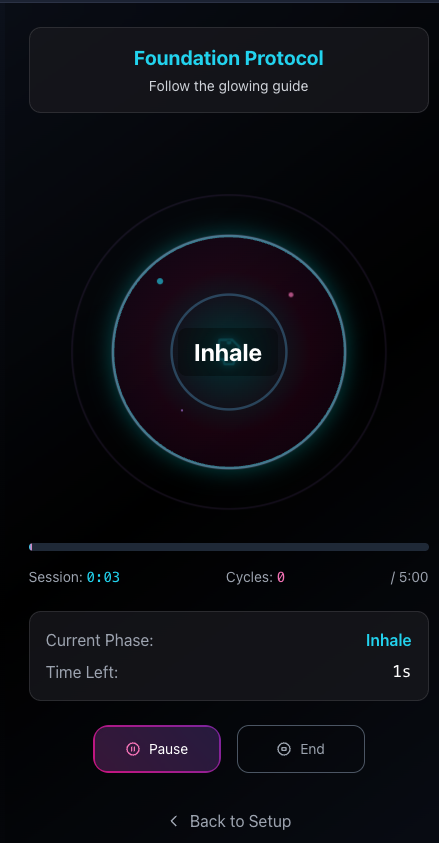 Foundation Protocol
Follow the glowing guide
Inhale
Session: 0:03 Cycles: 0 / 5:00
Current Phase: Inhale
Time Left: 1s
Pause End
Back to Setup